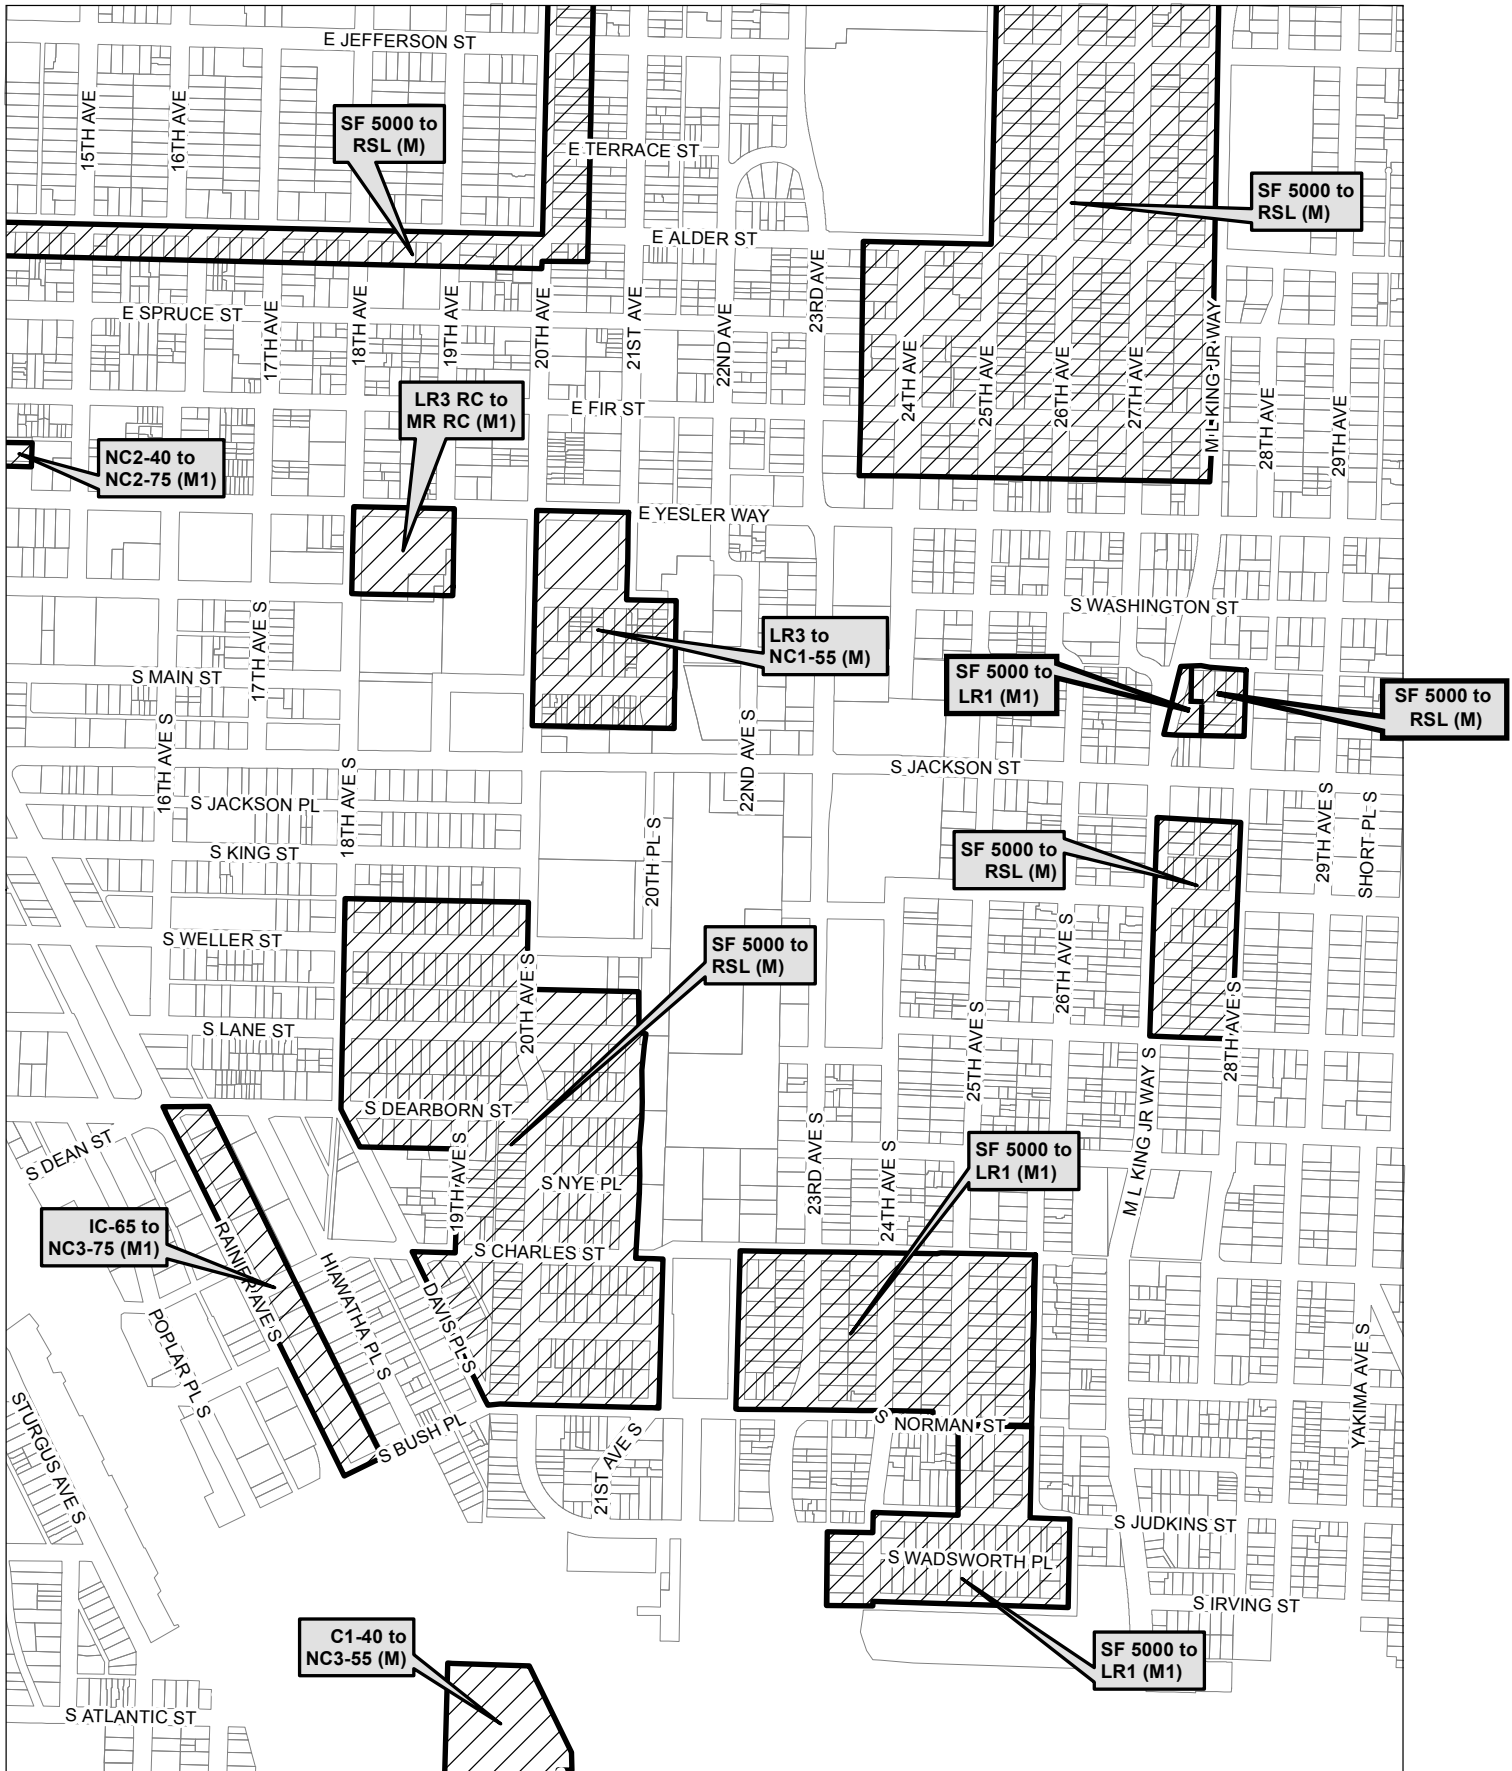 E JEFFERSON ST
15TH AVE
16TH AVE
SF 5000 to
RSL (M)
E TERRACE ST
SF 5000 to
RSL (M)
E ALDER ST
23RD AVE
E SPRUCE ST
17TH AVE
18TH AVE
19TH AVE
20TH AVE
21ST AVE
22ND AVE
24TH AVE
25TH AVE
26TH AVE
27TH AVE
M L KING JR WAY
28TH AVE
29TH AVE
LR3 RC to
MR RC (M1)
E FIR ST
NC2-40 to
NC2-75 (M1)
E YESLER WAY
S WASHINGTON ST
17TH AVE S
LR3 to
NC1-55 (M)
S MAIN ST
SF 5000 to
LR1 (M1)
SF 5000 to
RSL (M)
16TH AVE S
22ND AVE S
S JACKSON ST
18TH AVE S
S JACKSON PL
29TH AVE S
SHORT PL S
S KING ST
20TH PL S
SF 5000 to
RSL (M)
S WELLER ST
SF 5000 to
RSL (M)
26TH AVE S
20TH AVE S
S LANE ST
25TH AVE S
28TH AVE S
S DEARBORN ST
M L KING JR WAY S
S DEAN ST
19TH AVE S
23RD AVE S
24TH AVE S
SF 5000 to
LR1 (M1)
S NYE PL
IC-65 to
NC3-75 (M1)
S CHARLES ST
RAINIER AVE S
HIAWATHA PL S
DAVIS PL S
POPLAR PL S
YAKIMA AVE S
STURGUS AVE S
S BUSH PL
S NORMAN ST
21ST AVE S
S JUDKINS ST
S WADSWORTH PL
S IRVING ST
C1-40 to
NC3-55 (M)
SF 5000 to
LR1 (M1)
S ATLANTIC ST